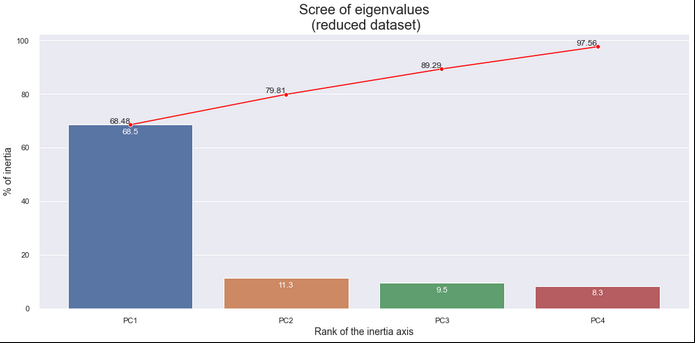 Scree of eigenvalues
(reduced dataset)
100
80
60
40
20
0
% of inertia
68.48
79.81
89.29
97.56
68.5
11.3
9.5
8.3
PC1
PC2
PC3
PC4
Rank of the inertia axis